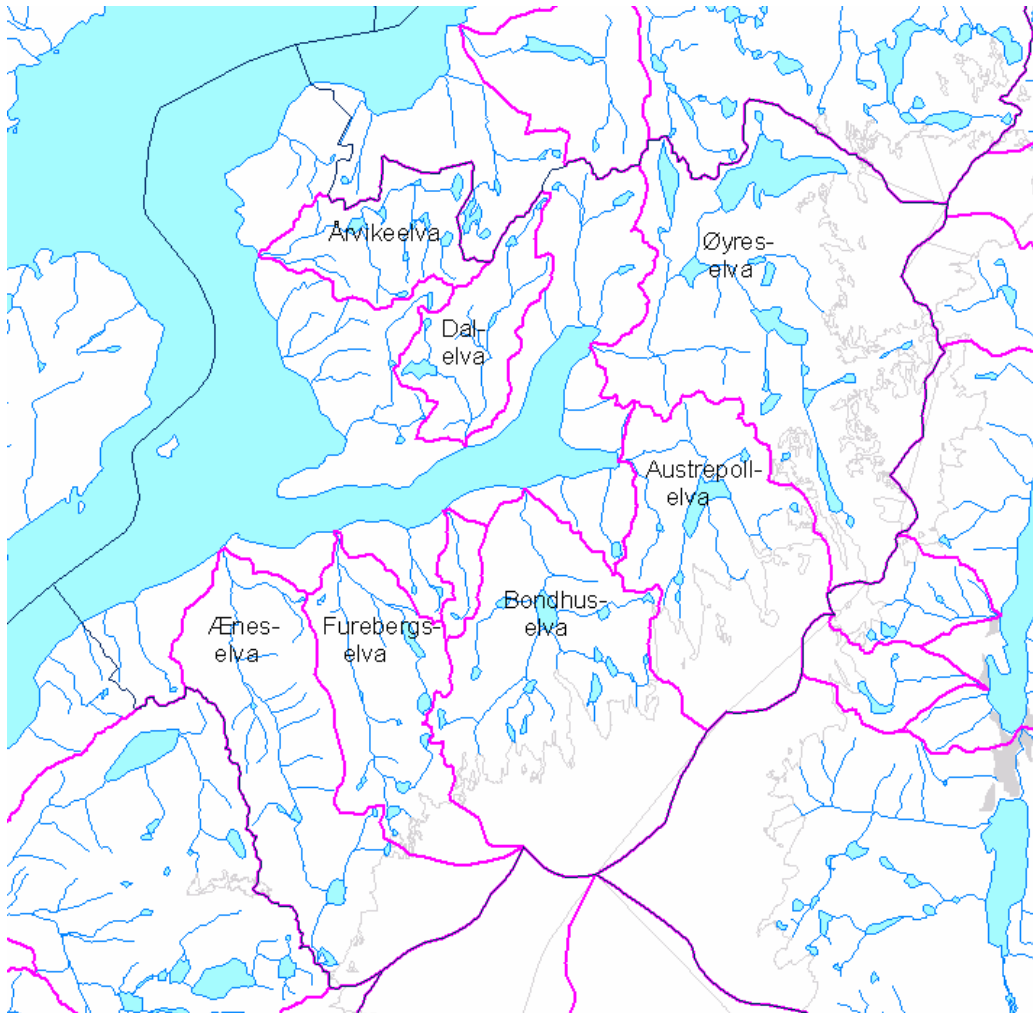 Årvikeelva
Øyres-
elva
Dal-
elva
Austrepoll-
elva
Bondhus-
elva
Ænes-
elva
Furebergs-
elva